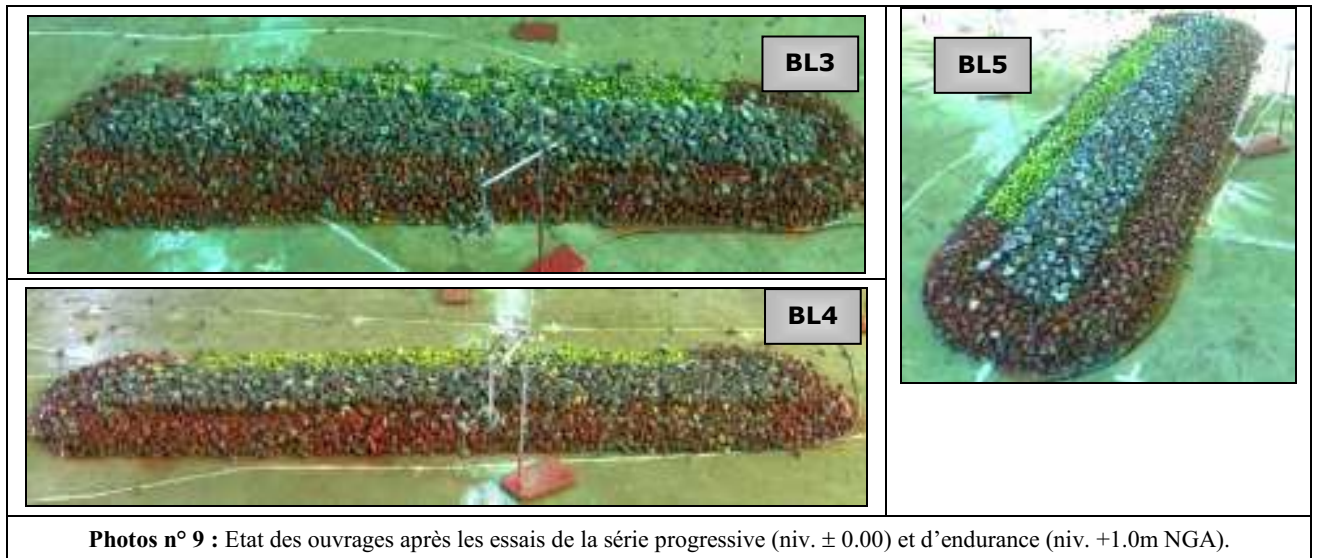 BL3
BL5
BL4
Photos n° 9 : Etat des ouvrages après les essais de la série progressive (niv. ± 0.00) et d’endurance (niv. +1.0m NGA).